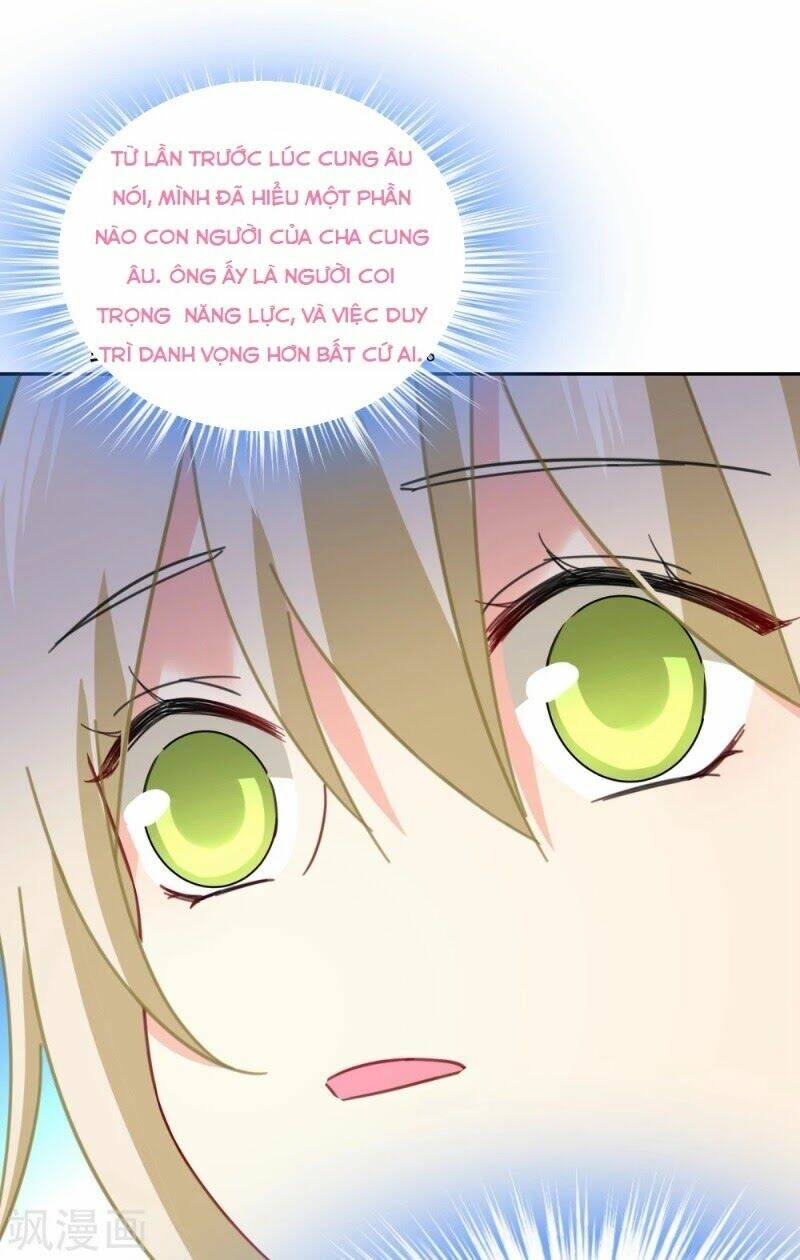 TỪ LẦN TRƯỚC LÚC CUNG ÂU
NÓI, MÌNH ĐÃ HIỂU MỘT PHẦN
NÀO CON NGƯỜI CỦA CHA CUNG
ÂU. ÔNG ẤY LÀ NGƯỜI COI
TRỌNG NĂNG LỰC, VÀ VIỆC DUY
TRÌ DANH VỌNG HƠN BẤT CỨ AI.
飒漫画